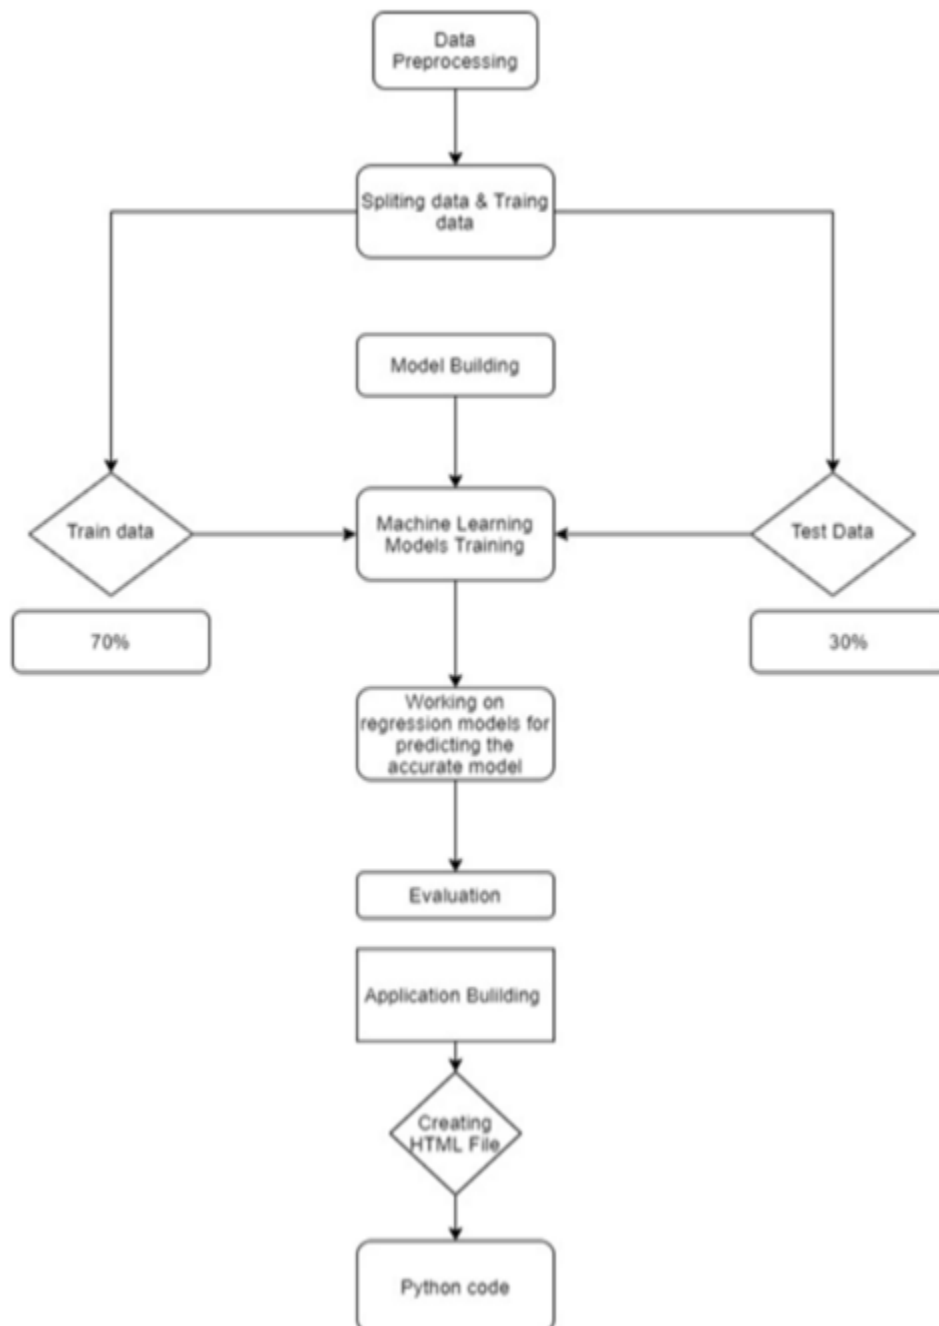 Data
Preprocessing
Spliting data & Traing
data
Model Building
Train data
Machine Learning
Models Training
Test Data
70%
30%
Working on
regression models for
predicting the
accurate model
Evaluation
Application Bulilding
Creating
HTML File
Python code